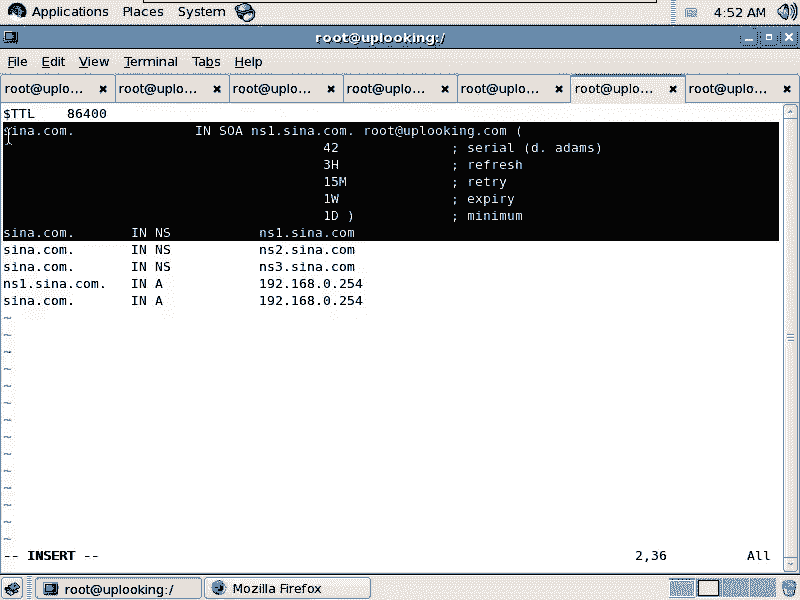 Applications Places System 4:52 AM
root@uplooking:/
File Edit View Terminal Tabs Help
root@uplo... root@uplo... root@uplo... root@uplo... root@uplo... root@uplo... root@uplo...
$TTL 86400
sina.com. IN SOA ns1.sina.com. root@uplooking.com (
42 ; serial (d. adams)
3H ; refresh
15M ; retry
1W ; expiry
1D ) ; minimum
sina.com. IN NS ns1.sina.com
sina.com. IN NS ns2.sina.com
sina.com. IN NS ns3.sina.com
ns1.sina.com. IN A 192.168.0.254
sina.com. IN A 192.168.0.254
~
~
~
~
~
~
~
~
~
~
~
~
~
~
-- INSERT -- 2,36 All
root@uplooking:/ Mozilla Firefox